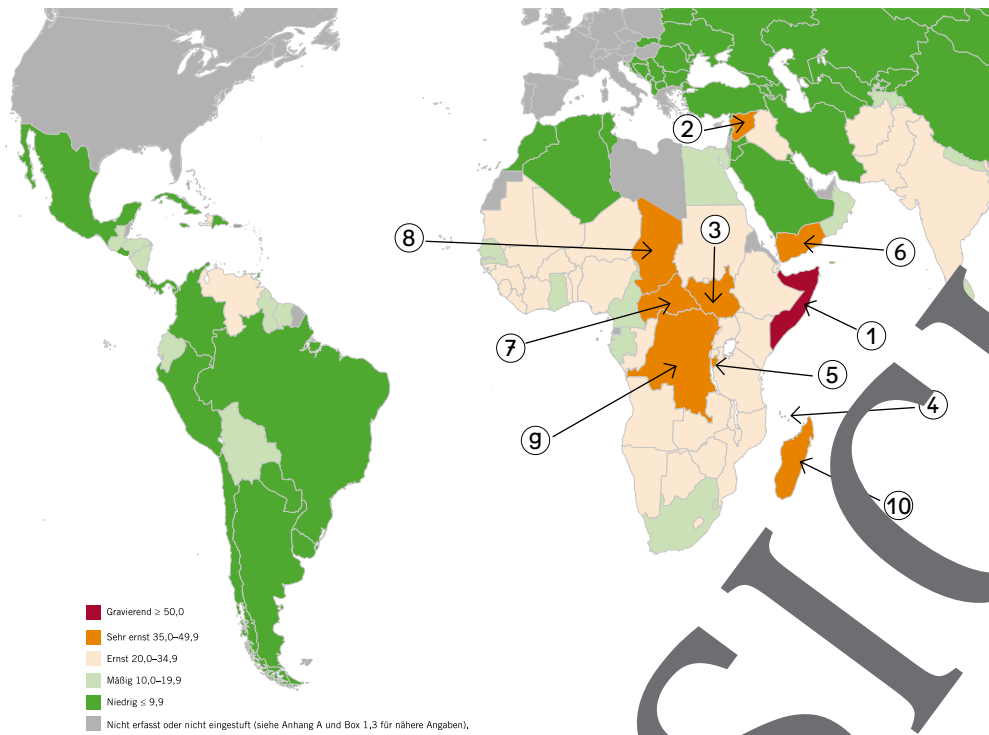 2
3
8
6
1
7
5
4
9
10
Gravierend ≥ 50,0
Sehr ernst 35,0–49,9
Ernst 20,0–34,9
Mäßig 10,0–19,9
Niedrig ≤ 9,9
Nicht erfasst oder nicht eingestuft (siehe Anhang A und Box 1.3 für nähere Angaben).
SIC